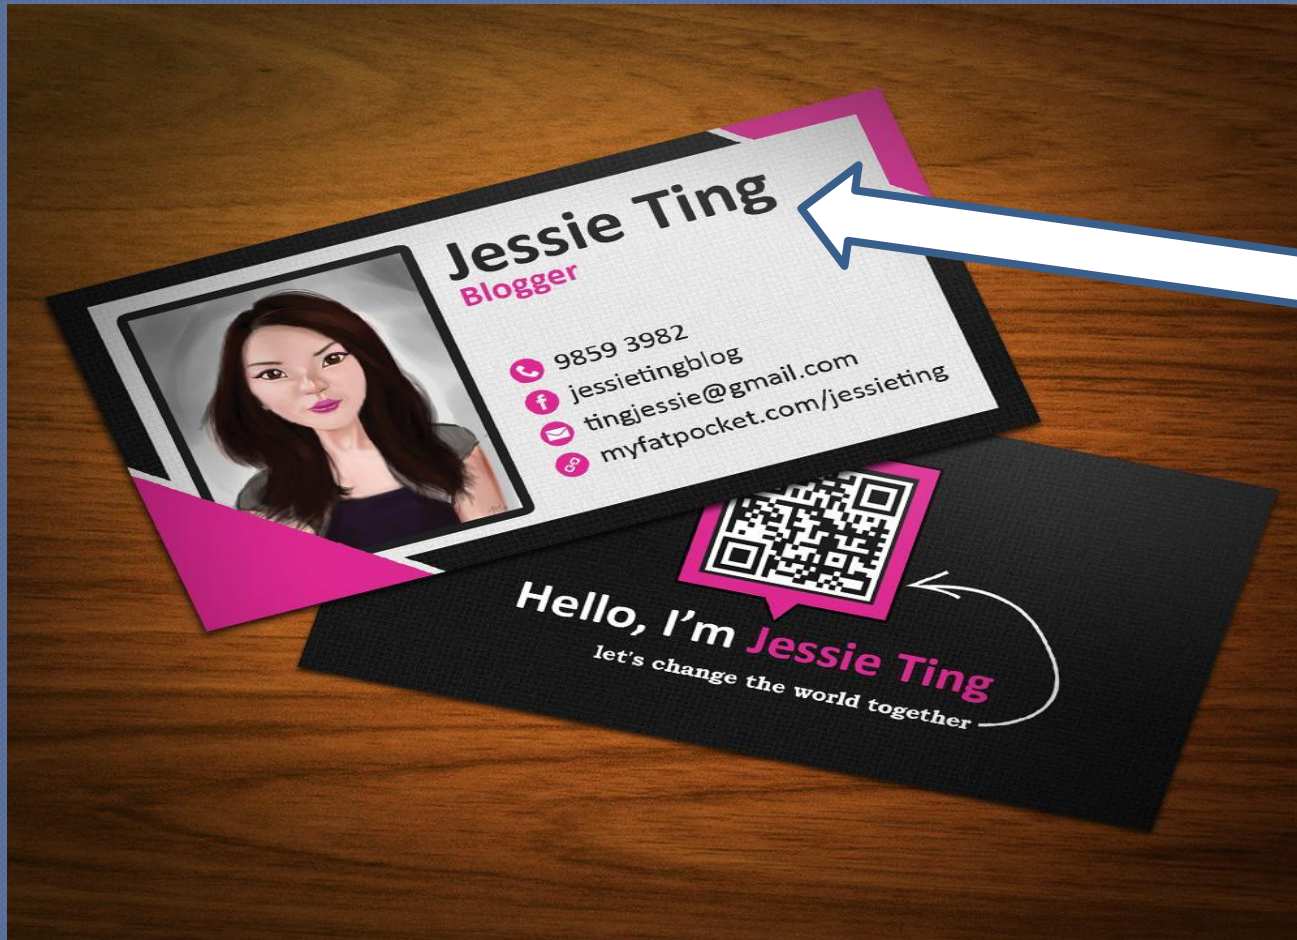 Jessie Ting
Blogger
9859 3982
jessietingblog
tingjessie@gmail.com
myfatpocket.com/jessieting
Hello, I'm Jessie Ting
let's change the world together